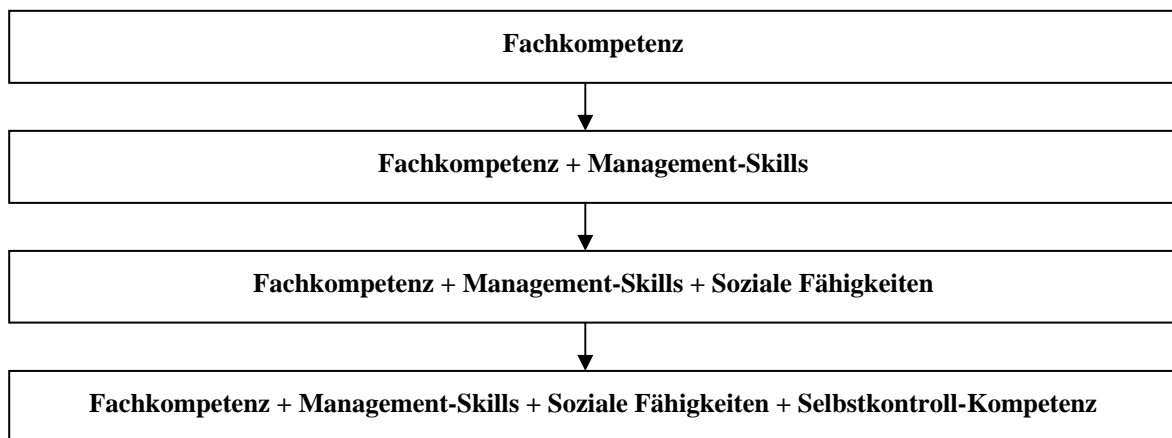 Fachkompetenz
Fachkompetenz + Management-Skills
Fachkompetenz + Management-Skills + Soziale Fähigkeiten
Fachkompetenz + Management-Skills + Soziale Fähigkeiten + Selbstkontroll-Kompetenz